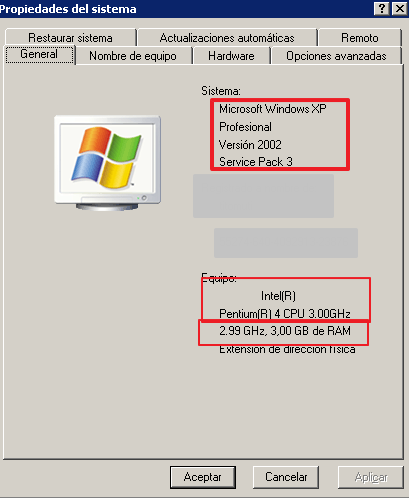 Propiedades del sistema
Restaurar sistema Actualizaciones automáticas Remoto
General Nombre de equipo Hardware Opciones avanzadas
Sistema:
Microsoft Windows XP
Profesional
Versión 2002
Service Pack 3
Equipo:
Intel(R)
Pentium(R) 4 CPU 3.00GHz
2.99 GHz, 3,00 GB de RAM
Extensión de dirección física
Aceptar Cancelar Aplicar